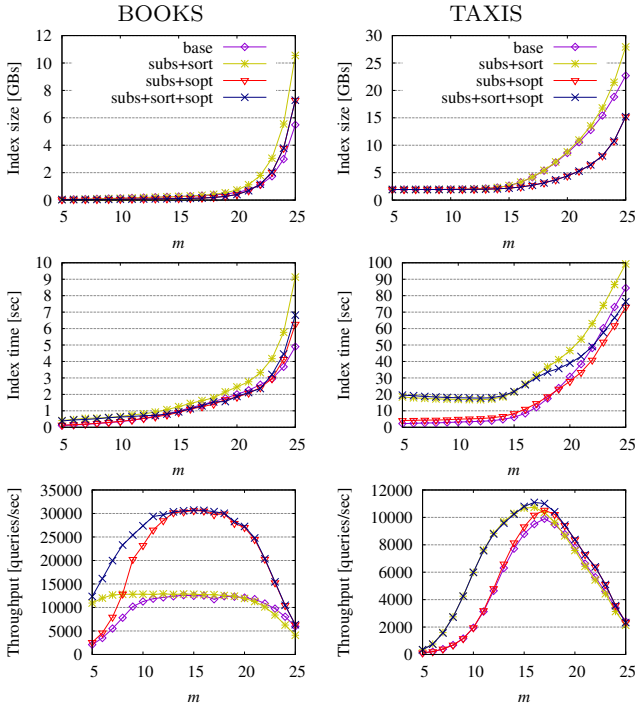 BOOKS
TAXIS
Index size [GBs]
12
10
8
6
4
2
0
base
subs+sort
subs+sopt
subs+sort+sopt
5 10 15 20 25
m
Index size [GBs]
30
25
20
15
10
5
0
base
subs+sort
subs+sopt
subs+sort+sopt
5 10 15 20 25
m
Index time [sec]
10
9
8
7
6
5
4
3
2
1
0
5 10 15 20 25
m
Index time [sec]
100
90
80
70
60
50
40
30
20
10
0
5 10 15 20 25
m
Throughput [queries/sec]
35000
30000
25000
20000
15000
10000
5000
0
5 10 15 20 25
m
Throughput [queries/sec]
12000
10000
8000
6000
4000
2000
0
5 10 15 20 25
m